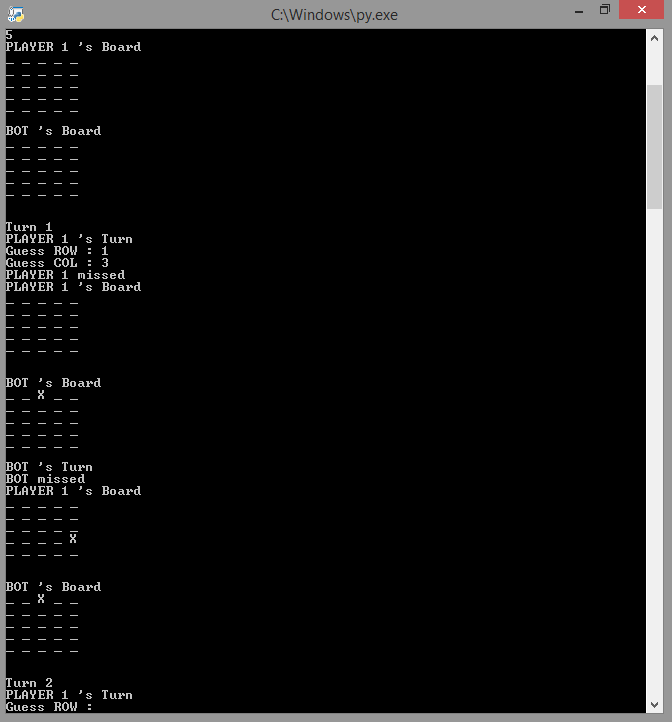 C:\Windows\py.exe
5
PLAYER 1 's Board
_ _ _ _ _
_ _ _ _ _
_ _ _ _ _
_ _ _ _ _
_ _ _ _ _
BOT 's Board
_ _ _ _ _
_ _ _ _ _
_ _ _ _ _
_ _ _ _ _
_ _ _ _ _
Turn 1
PLAYER 1 's Turn
Guess ROW : 1
Guess COL : 3
PLAYER 1 missed
PLAYER 1 's Board
_ _ _ _ _
_ _ _ _ _
_ _ _ _ _
_ _ _ _ _
_ _ _ _ _
BOT 's Board
_ _ X _ _
_ _ _ _ _
_ _ _ _ _
_ _ _ _ _
_ _ _ _ _
BOT 's Turn
BOT missed
PLAYER 1 's Board
_ _ _ _ _
_ _ _ _ _
_ _ _ _ _
_ _ _ _ X
_ _ _ _ _
BOT 's Board
_ _ X _ _
_ _ _ _ _
_ _ _ _ _
_ _ _ _ _
_ _ _ _ _
Turn 2
PLAYER 1 's Turn
Guess ROW :